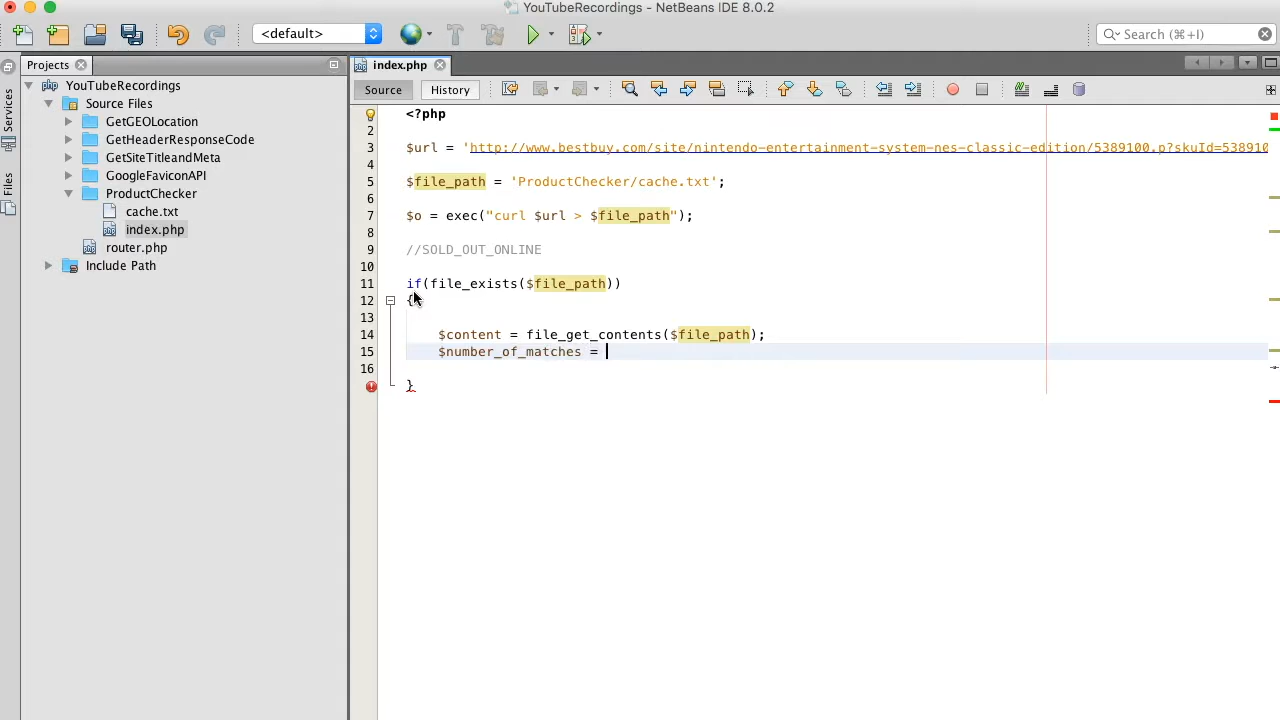 YouTubeRecordings - NetBeans IDE 8.0.2
<default>
Search (⌘+I)
Projects
index.php
Services
Files
Source
History
YouTubeRecordings
Source Files
GetGEOLocation
GetHeaderResponseCode
GetSiteTitleandMeta
GoogleFaviconAPI
ProductChecker
cache.txt
index.php
router.php
Include Path
<?php
2
3 $url = 'http://www.bestbuy.com/site/nintendo-entertainment-system-nes-classic-edition/5389100.p?skuId=538910
4
5 $file_path = 'ProductChecker/cache.txt';
6
7 $o = exec("curl $url > $file_path");
8
9 //SOLD_OUT_ONLINE
10
11 if(file_exists($file_path))
12 {
13
14 $content = file_get_contents($file_path);
15 $number_of_matches =
16
}